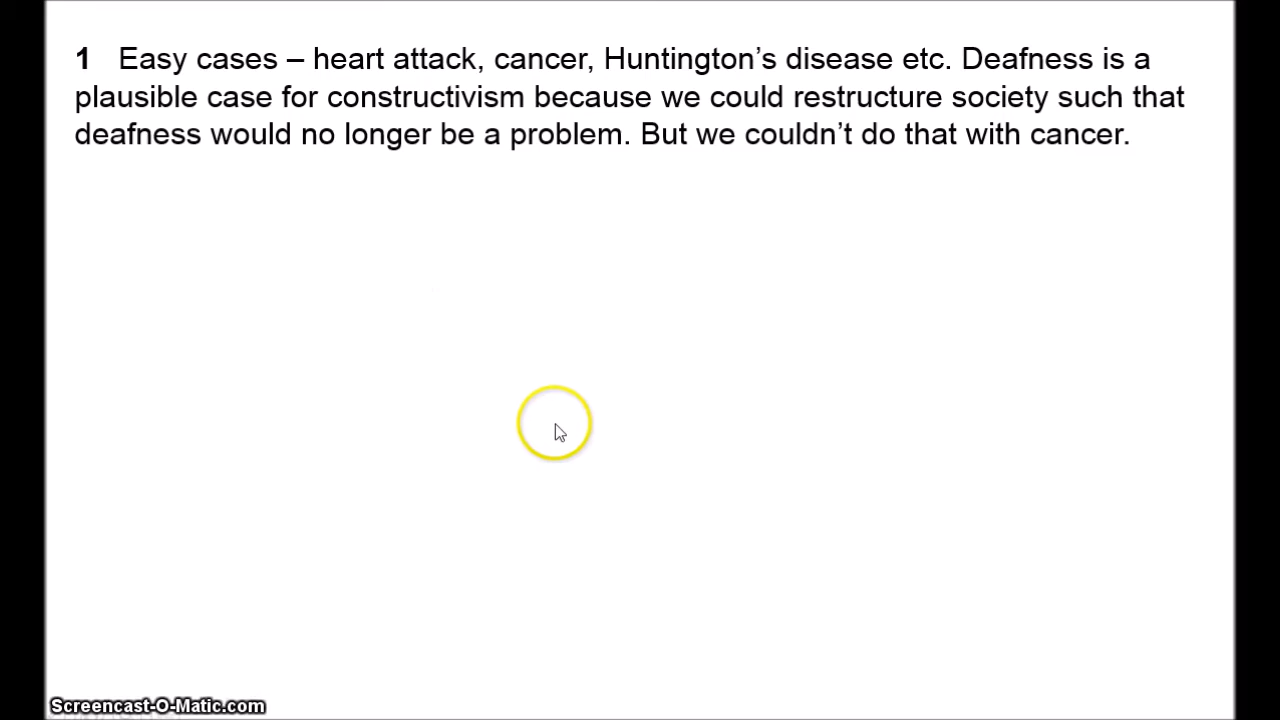 1 Easy cases – heart attack, cancer, Huntington’s disease etc. Deafness is a
plausible case for constructivism because we could restructure society such that
deafness would no longer be a problem. But we couldn’t do that with cancer.
Screencast-O-Matic.com